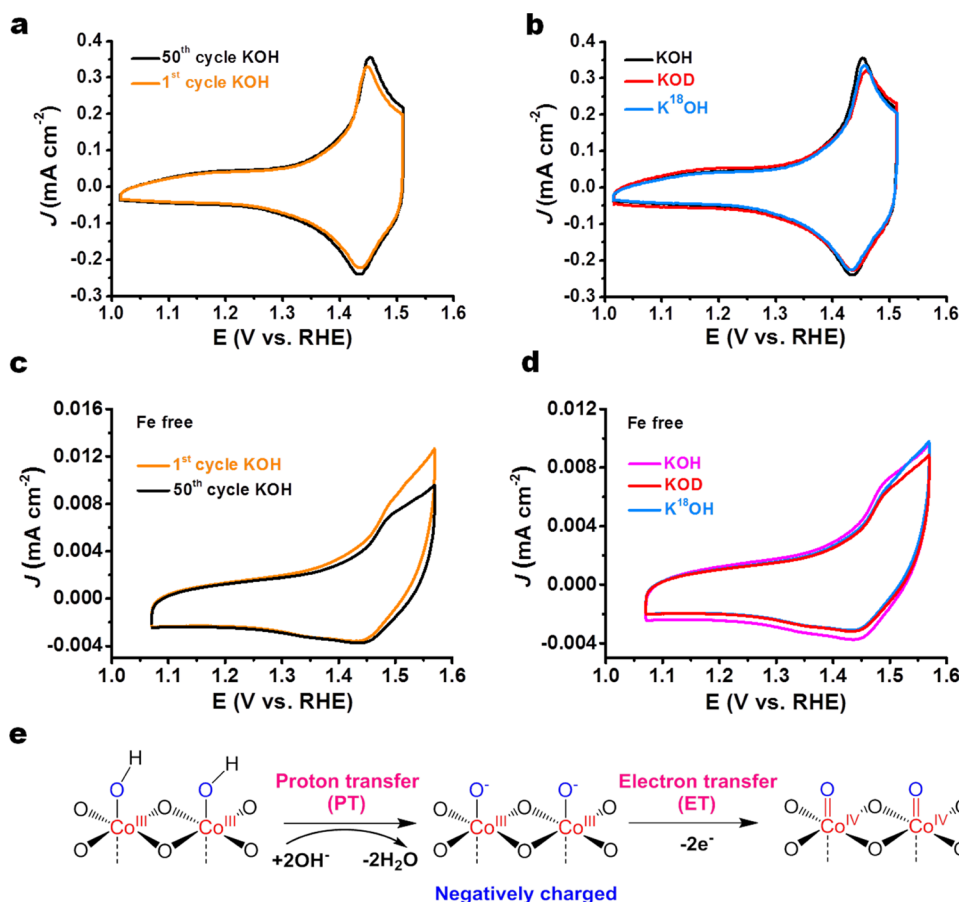 a
50th cycle KOH
1st cycle KOH
0.4
0.3
0.2
0.1
0.0
-0.1
-0.2
-0.3
J (mA cm-2)
1.0 1.1 1.2 1.3 1.4 1.5 1.6
E (V vs. RHE)
b
KOH
KOD
K18OH
0.4
0.3
0.2
0.1
0.0
-0.1
-0.2
-0.3
J (mA cm-2)
1.0 1.1 1.2 1.3 1.4 1.5 1.6
E (V vs. RHE)
c
Fe free
1st cycle KOH
50th cycle KOH
0.016
0.012
0.008
0.004
0.000
-0.004
J (mA cm-2)
1.0 1.1 1.2 1.3 1.4 1.5 1.6
E (V vs. RHE)
d
Fe free
KOH
KOD
K18OH
0.012
0.008
0.004
0.000
-0.004
J (mA cm-2)
1.0 1.1 1.2 1.3 1.4 1.5 1.6
E (V vs. RHE)
e
H H
O O
O O O
CoIII CoIII
O O O
Proton transfer
(PT)
+2OH- -2H2O
O- O-
O O O
CoIII CoIII
O O O
Negatively charged
Electron transfer
(ET)
-2e-
O O
O O O
CoIV CoIV
O O O